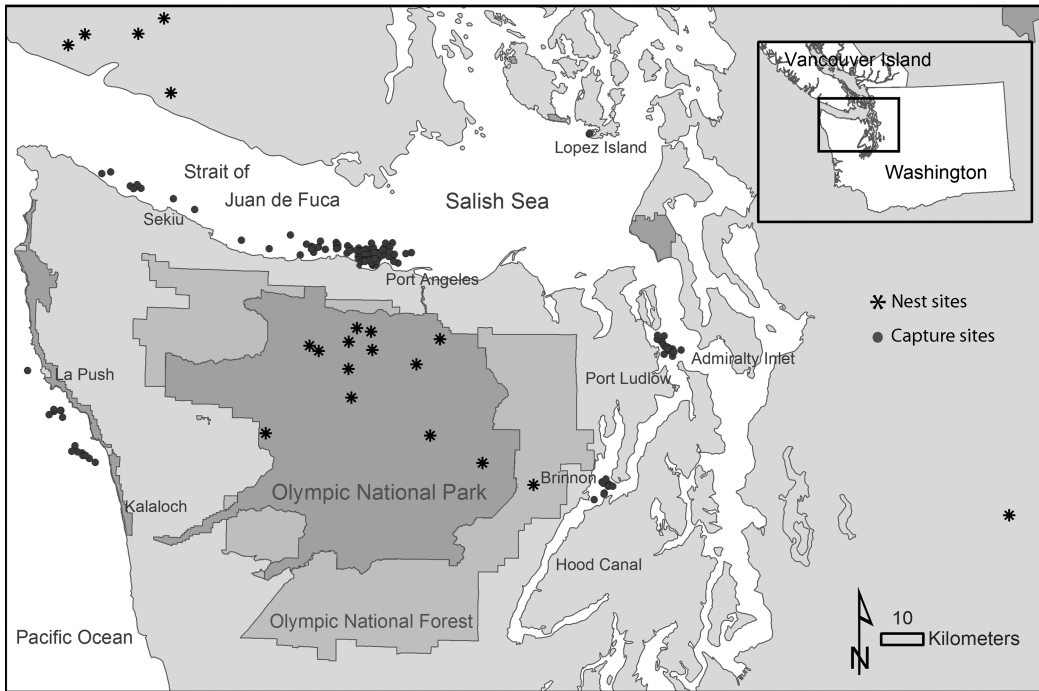 Vancouver Island
Washington
Lopez Island
Strait of
Juan de Fuca
Salish Sea
Sekiu
Port Angeles
Nest sites
Capture sites
Admiralty Inlet
La Push
Port Ludlow
Brinnon
Olympic National Park
Kalaloch
Hood Canal
Olympic National Forest
Pacific Ocean
10
Kilometers
N